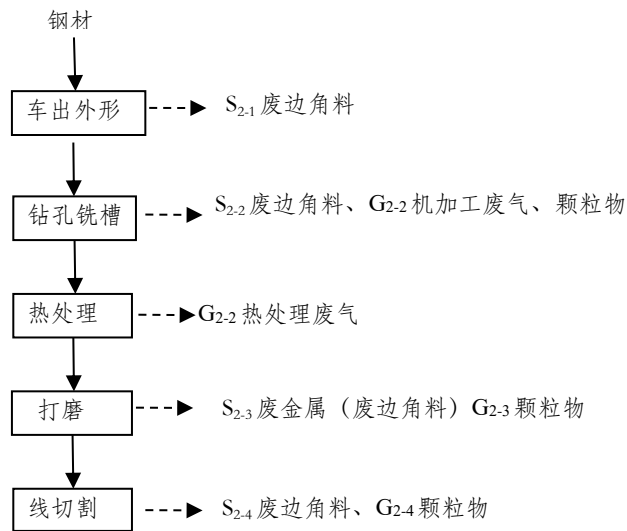 钢材
车出外形 S2-1 废边角料
钻孔铣槽 S2-2 废边角料、G2-2 机加工废气、颗粒物
热处理 G2-2 热处理废气
打磨 S2-3 废金属（废边角料）G2-3 颗粒物
线切割 S2-4 废边角料、G2-4 颗粒物